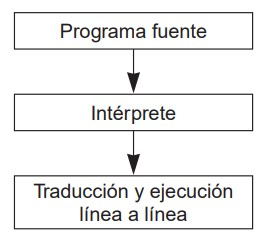 Programa fuente
Intérprete
Traducción y ejecución
línea a línea